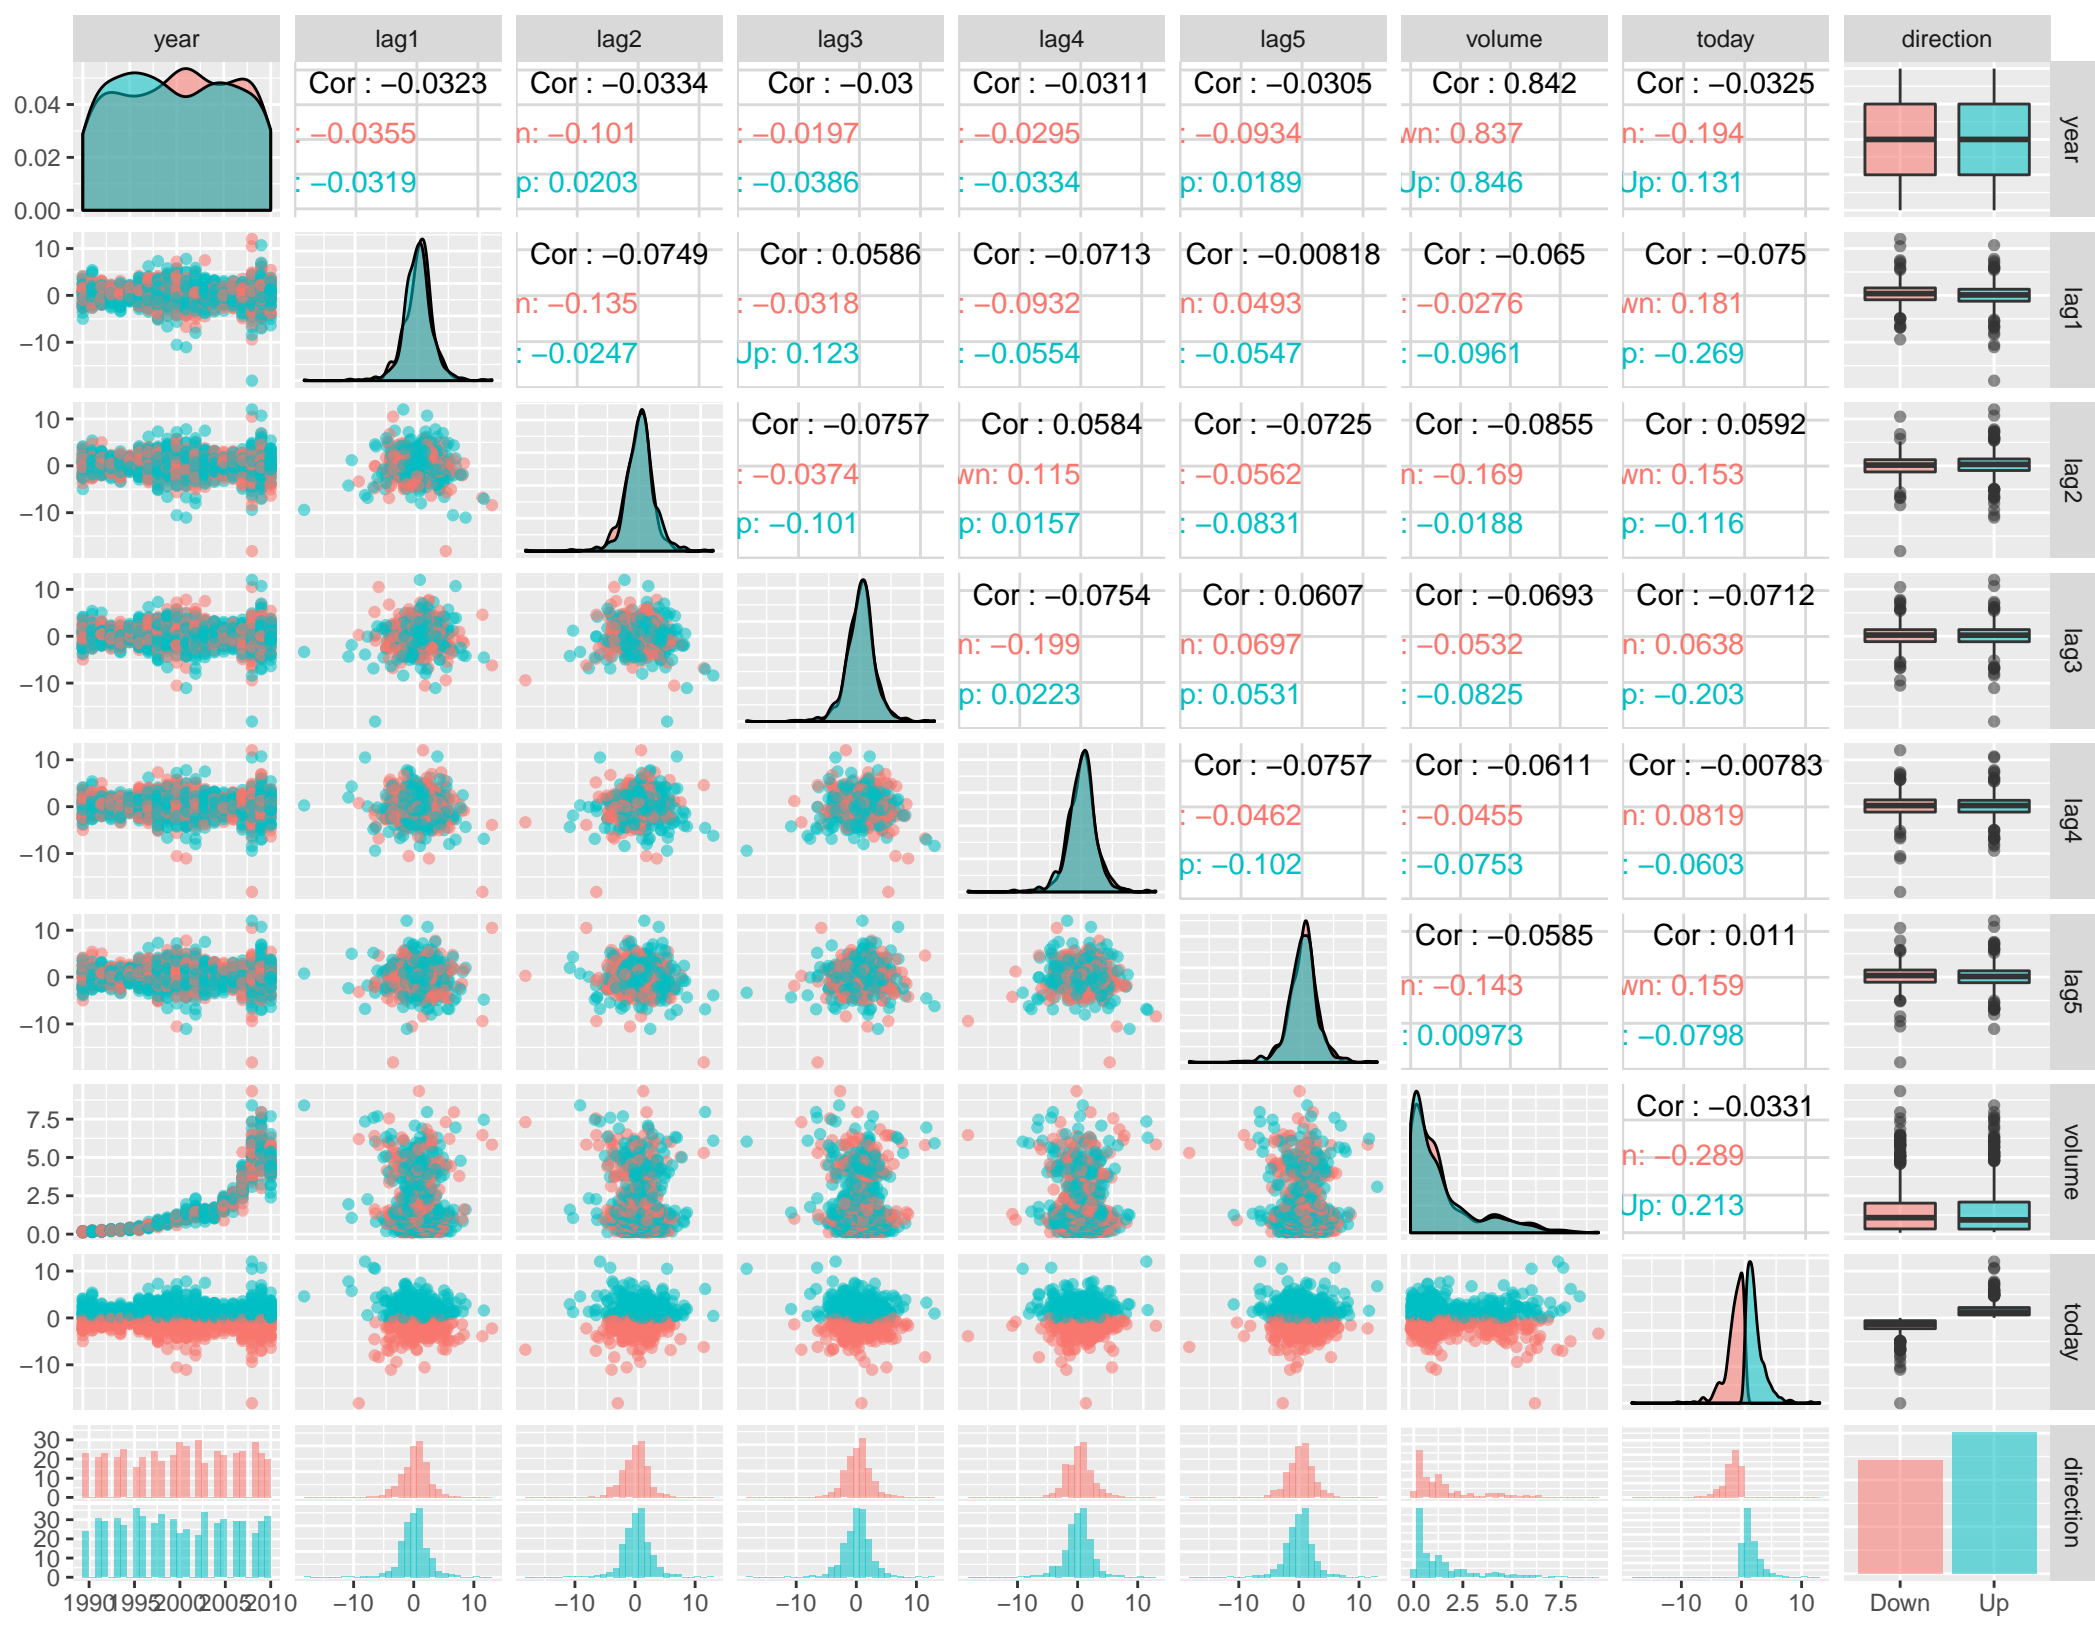 year lag1 lag2 lag3 lag4 lag5 volume today direction
0.04
0.02
0.00
Cor : −0.0323
: −0.0355
: −0.0319
Cor : −0.0334
n: −0.101
p: 0.0203
Cor : −0.03
: −0.0197
: −0.0386
Cor : −0.0311
: −0.0295
: −0.0334
Cor : −0.0305
: −0.0934
p: 0.0189
Cor : 0.842
wn: 0.837
Up: 0.846
Cor : −0.0325
n: −0.194
Up: 0.131
year
10
0
−10
Cor : −0.0749
n: −0.135
: −0.0247
Cor : 0.0586
: −0.0318
Up: 0.123
Cor : −0.0713
: −0.0932
: −0.0554
Cor : −0.00818
n: 0.0493
: −0.0547
Cor : −0.065
: −0.0276
: −0.0961
Cor : −0.075
wn: 0.181
p: −0.269
lag1
10
0
−10
Cor : −0.0757
: −0.0374
p: −0.101
Cor : 0.0584
wn: 0.115
p: 0.0157
Cor : −0.0725
: −0.0562
: −0.0831
Cor : −0.0855
n: −0.169
: −0.0188
Cor : 0.0592
wn: 0.153
p: −0.116
lag2
10
0
−10
Cor : −0.0754
n: −0.199
p: 0.0223
Cor : 0.0607
n: 0.0697
p: 0.0531
Cor : −0.0693
: −0.0532
: −0.0825
Cor : −0.0712
n: 0.0638
p: −0.203
lag3
10
0
−10
Cor : −0.0757
: −0.0462
p: −0.102
Cor : −0.0611
: −0.0455
: −0.0753
Cor : −0.00783
n: 0.0819
: −0.0603
lag4
10
0
−10
Cor : −0.0585
n: −0.143
: 0.00973
Cor : 0.011
wn: 0.159
: −0.0798
lag5
7.5
5.0
2.5
0.0
Cor : −0.0331
n: −0.289
Up: 0.213
volume
10
0
−10
today
30
20
10
0
30
20
10
0
direction
1990 1995 2000 2005 2010
−10 0 10
−10 0 10
−10 0 10
−10 0 10
−10 0 10
0.0 2.5 5.0 7.5
−10 0 10
Down Up